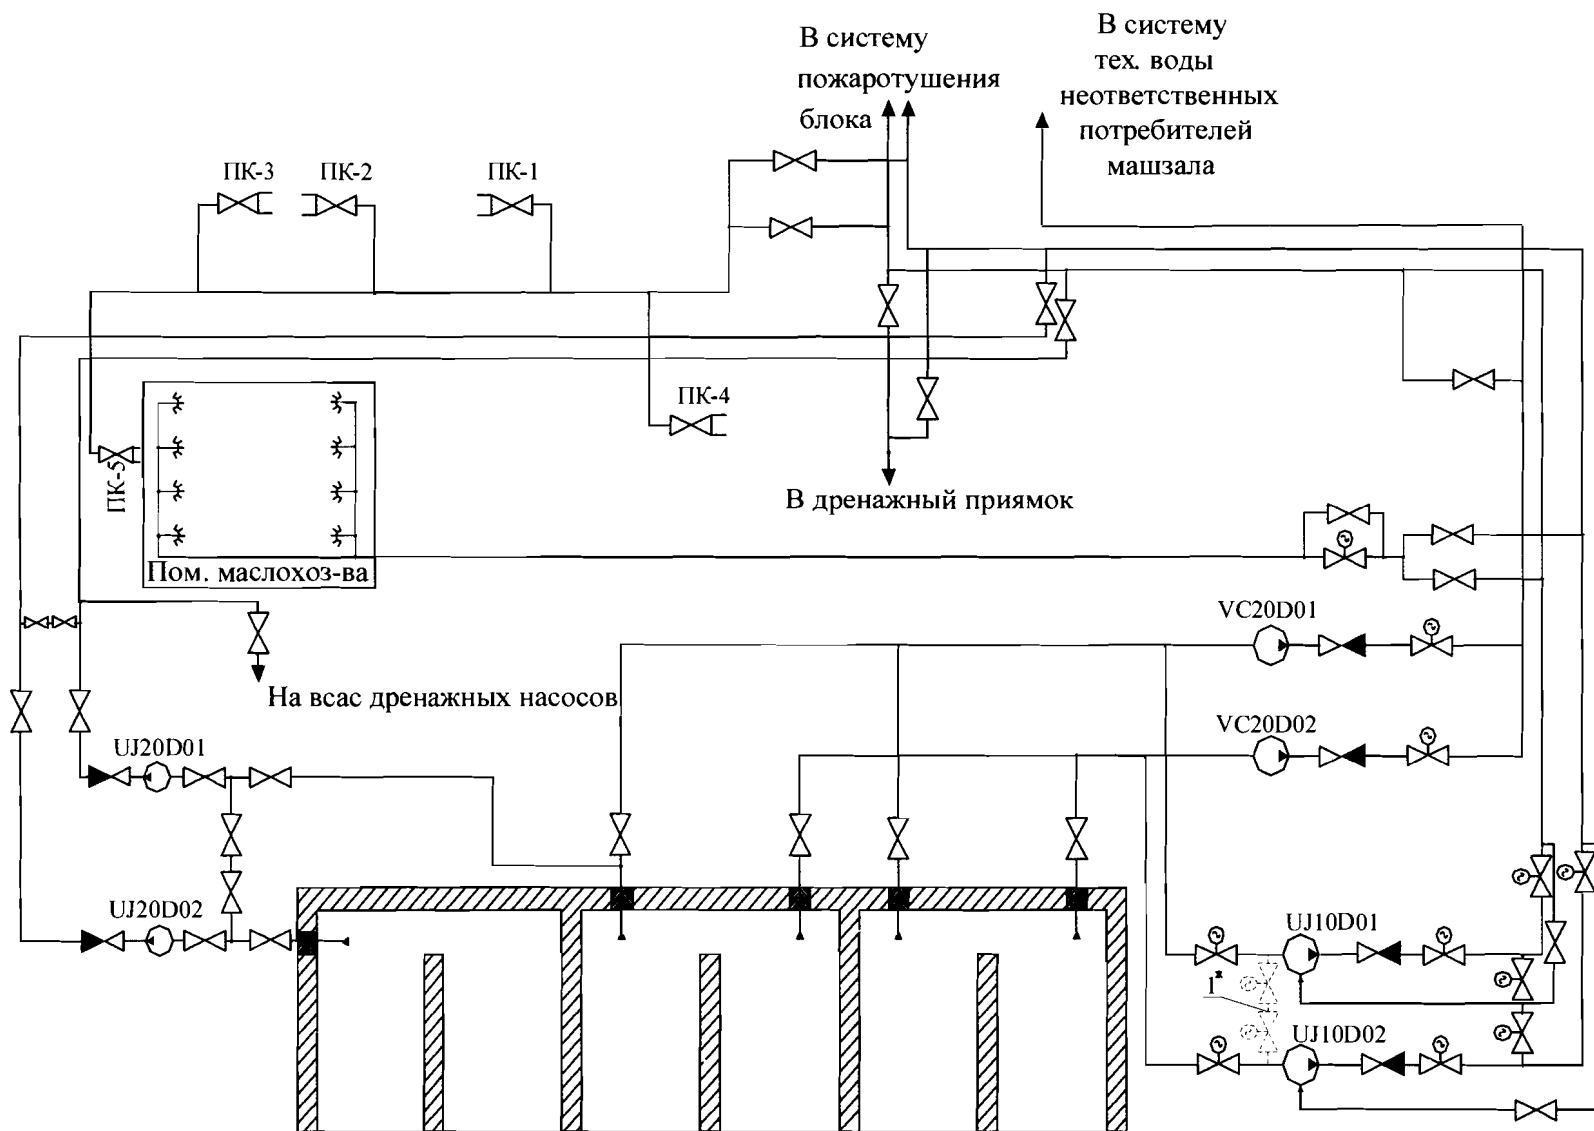 В систему
пожаротушения
блока
В систему
тех. воды
неответственных
потребителей
машзала
ПК-3
ПК-2
ПК-1
ПК-4
ПК-5
В дренажный приямок
Пом. маслохоз-ва
На всас дренажных насосов
VC20D01
VC20D02
UJ20D01
UJ20D02
UJ10D01
1*
UJ10D02